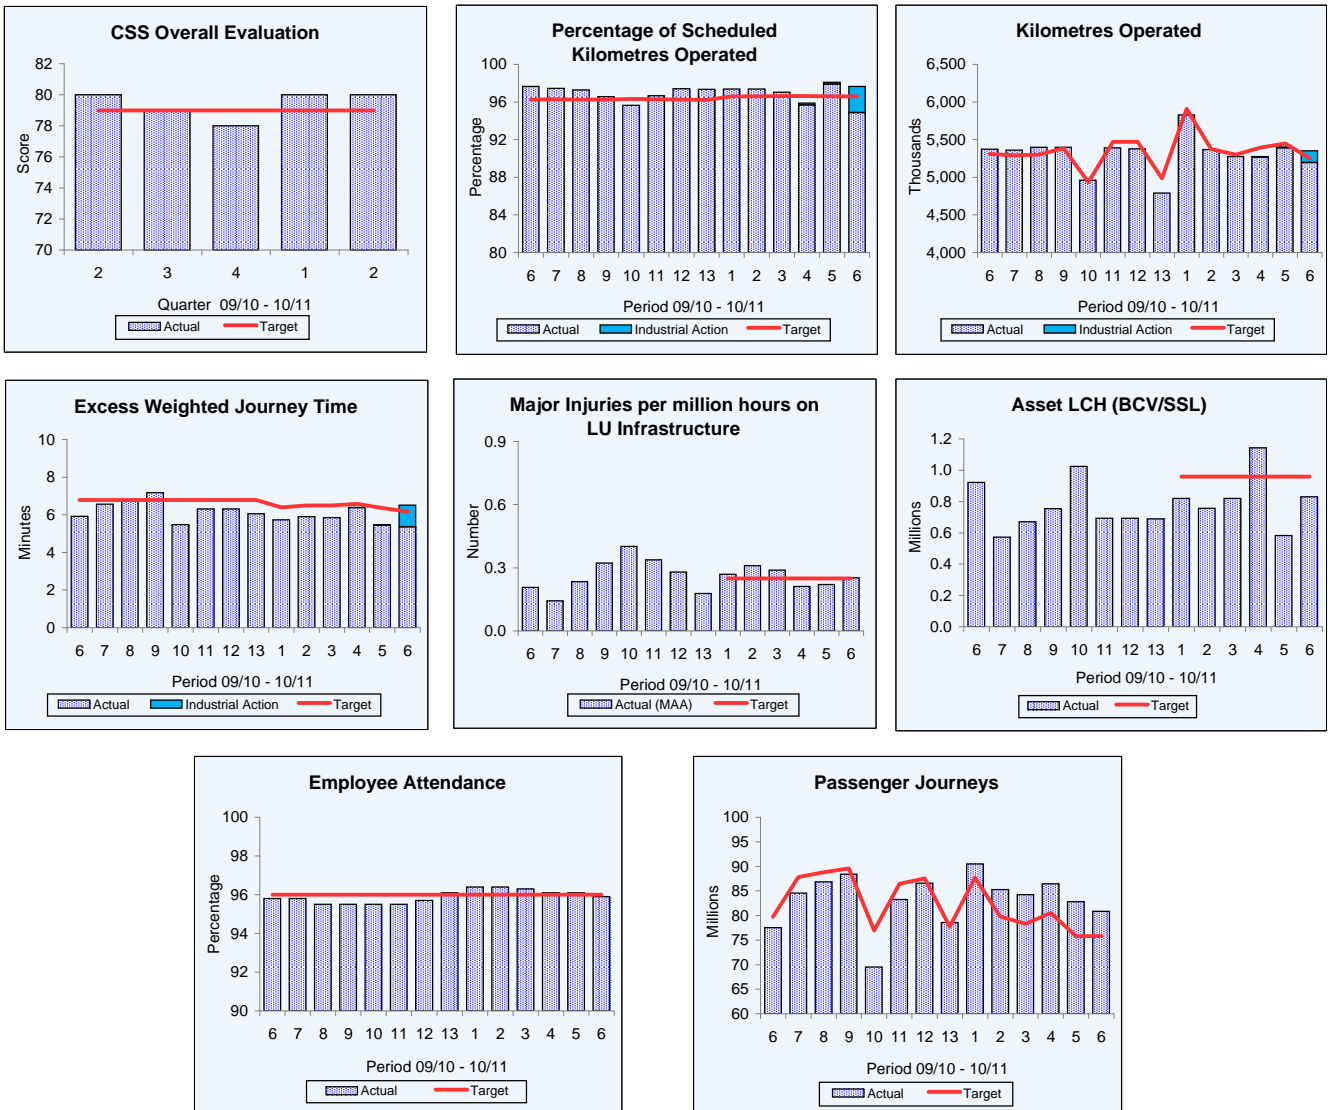 CSS Overall Evaluation
82
80
78
76
74
72
70
Score
2 3 4 1 2
Quarter 09/10 - 10/11
Actual Target
Percentage of Scheduled
Kilometres Operated
100
96
92
88
84
80
Percentage
6 7 8 9 10 11 12 13 1 2 3 4 5 6
Period 09/10 - 10/11
Actual Industrial Action Target
Kilometres Operated
6,500
6,000
5,500
5,000
4,500
4,000
Thousands
6 7 8 9 10 11 12 13 1 2 3 4 5 6
Period 09/10 - 10/11
Actual Industrial Action Target
Excess Weighted Journey Time
10
8
6
4
2
0
Minutes
6 7 8 9 10 11 12 13 1 2 3 4 5 6
Period 09/10 - 10/11
Actual Industrial Action Target
Major Injuries per million hours on
LU Infrastructure
0.9
0.6
0.3
0.0
Number
6 7 8 9 10 11 12 13 1 2 3 4 5 6
Period 09/10 - 10/11
Actual (MAA) Target
Asset LCH (BCV/SSL)
1.2
1.0
0.8
0.6
0.4
0.2
0.0
Millions
6 7 8 9 10 11 12 13 1 2 3 4 5 6
Period 09/10 - 10/11
Actual Target
Employee Attendance
100
98
96
94
92
90
Percentage
6 7 8 9 10 11 12 13 1 2 3 4 5 6
Period 09/10 - 10/11
Actual Target
Passenger Journeys
100
95
90
85
80
75
70
65
60
Millions
6 7 8 9 10 11 12 13 1 2 3 4 5 6
Period 09/10 - 10/11
Actual Target